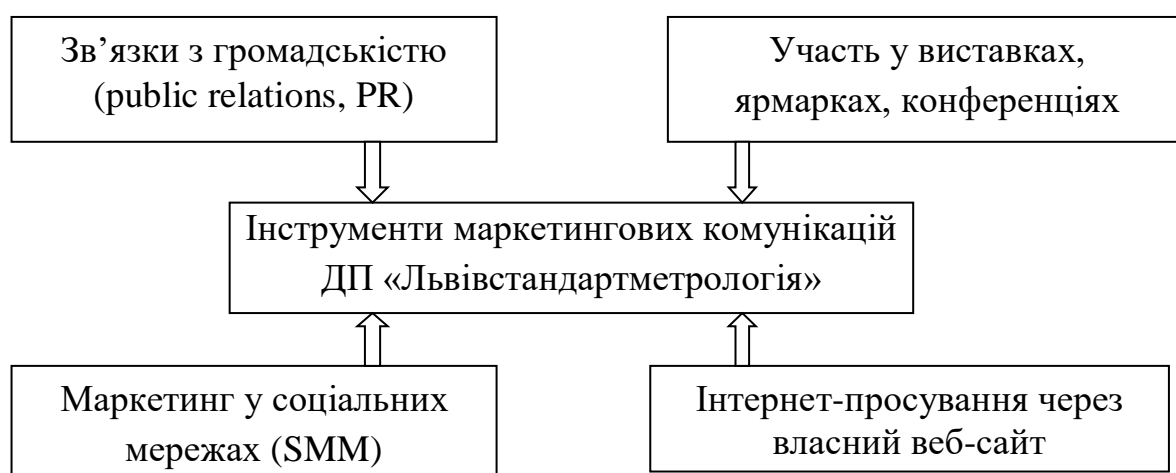 Зв’язки з громадськістю
(public relations, PR)
Участь у виставках,
ярмарках, конференціях
Інструменти маркетингових комунікацій
ДП «Львівстандартметрологія»
Маркетинг у соціальних
мережах (SMM)
Інтернет-просування через
власний веб-сайт